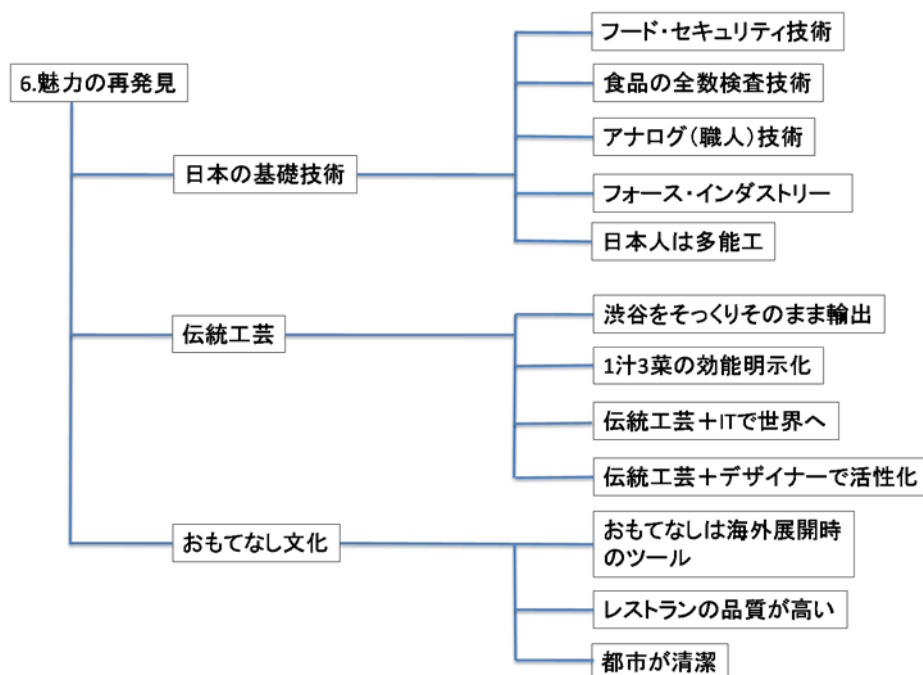 6.魅力の再発見
日本の基礎技術
フード・セキュリティ技術
食品の全数検査技術
アナログ(職人)技術
フォース・インダストリー
日本人は多能工
伝統工芸
渋谷をそっくりそのまま輸出
1汁3菜の効能明示化
伝統工芸+ITで世界へ
伝統工芸+デザイナーで活性化
おもてなし文化
おもてなしは海外展開時
のツール
レストランの品質が高い
都市が清潔